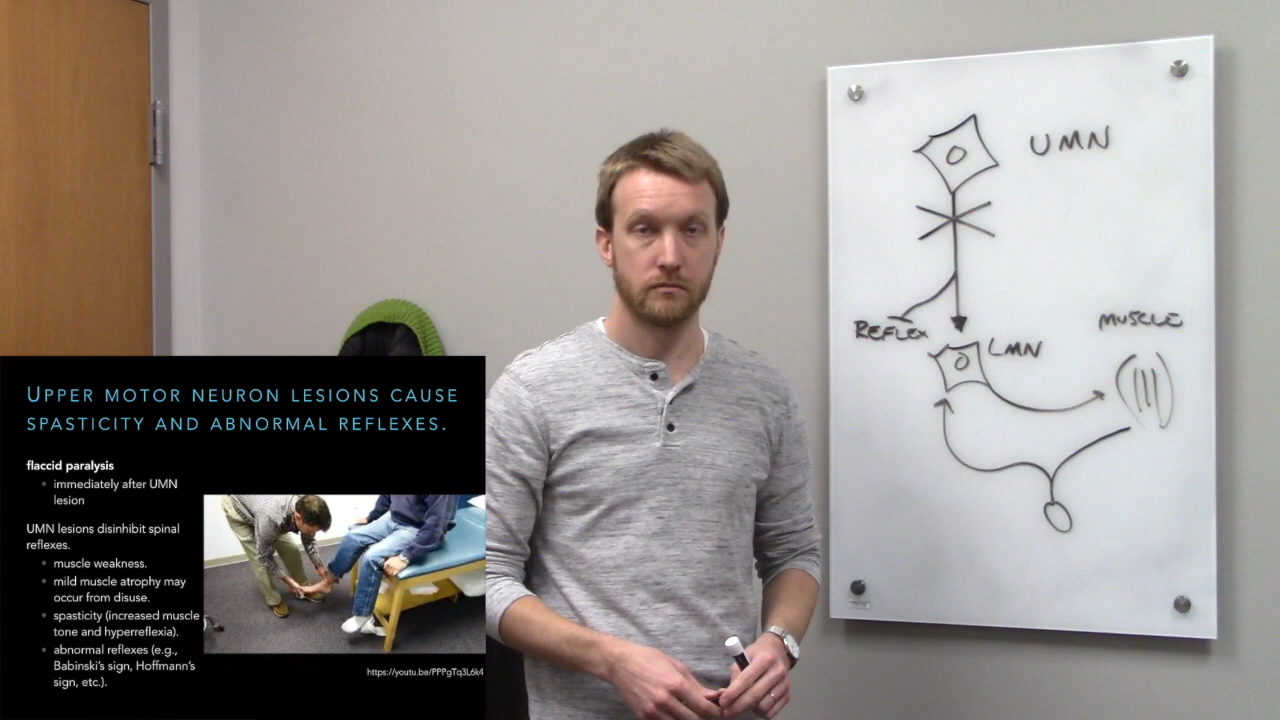 UPPER MOTOR NEURON LESIONS CAUSE
SPASTICITY AND ABNORMAL REFLEXES.
flaccid paralysis
immediately after UMN
lesion
UMN lesions disinhibit spinal
reflexes.
muscle weakness.
mild muscle atrophy may
occur from disuse.
spasticity (increased muscle
tone and hyperreflexia).
abnormal reflexes (e.g.,
Babinski's sign, Hoffmann's
sign, etc.).
https://youtu.be/PPPgTq3L6k4
UMN
REFLEX
LMN
MUSCLE